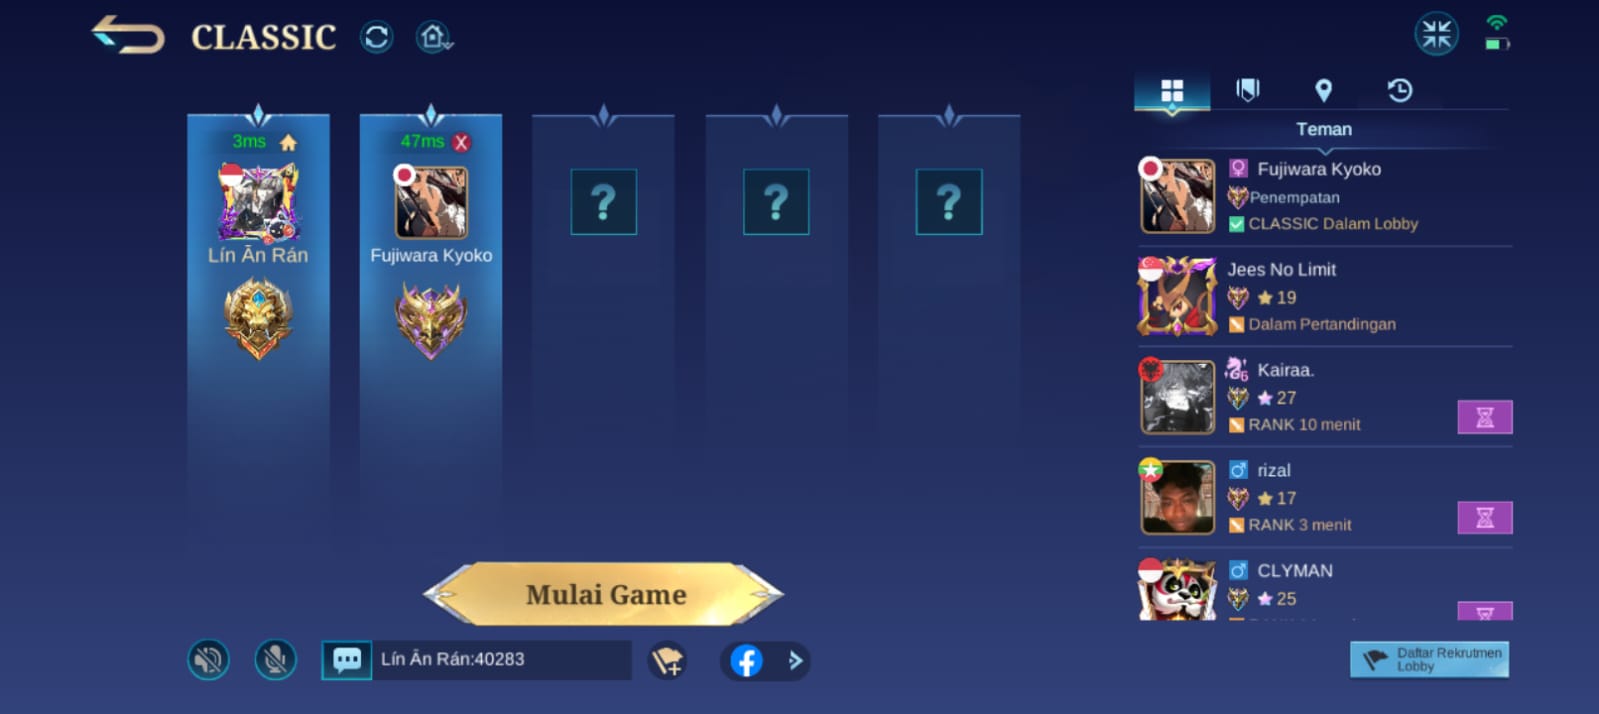 CLASSIC
3ms
47ms X
Lín Ān Rán
Fujiwara Kyoko
?
?
?
Mulai Game
Lín Ān Rán:40283
Teman
Fujiwara Kyoko
Penempatan
CLASSIC Dalam Lobby
Jees No Limit
19
Dalam Pertandingan
Kairaa.
27
RANK 10 menit
rizal
17
RANK 3 menit
CLYMAN
25
Daftar Rekrutmen
Lobby